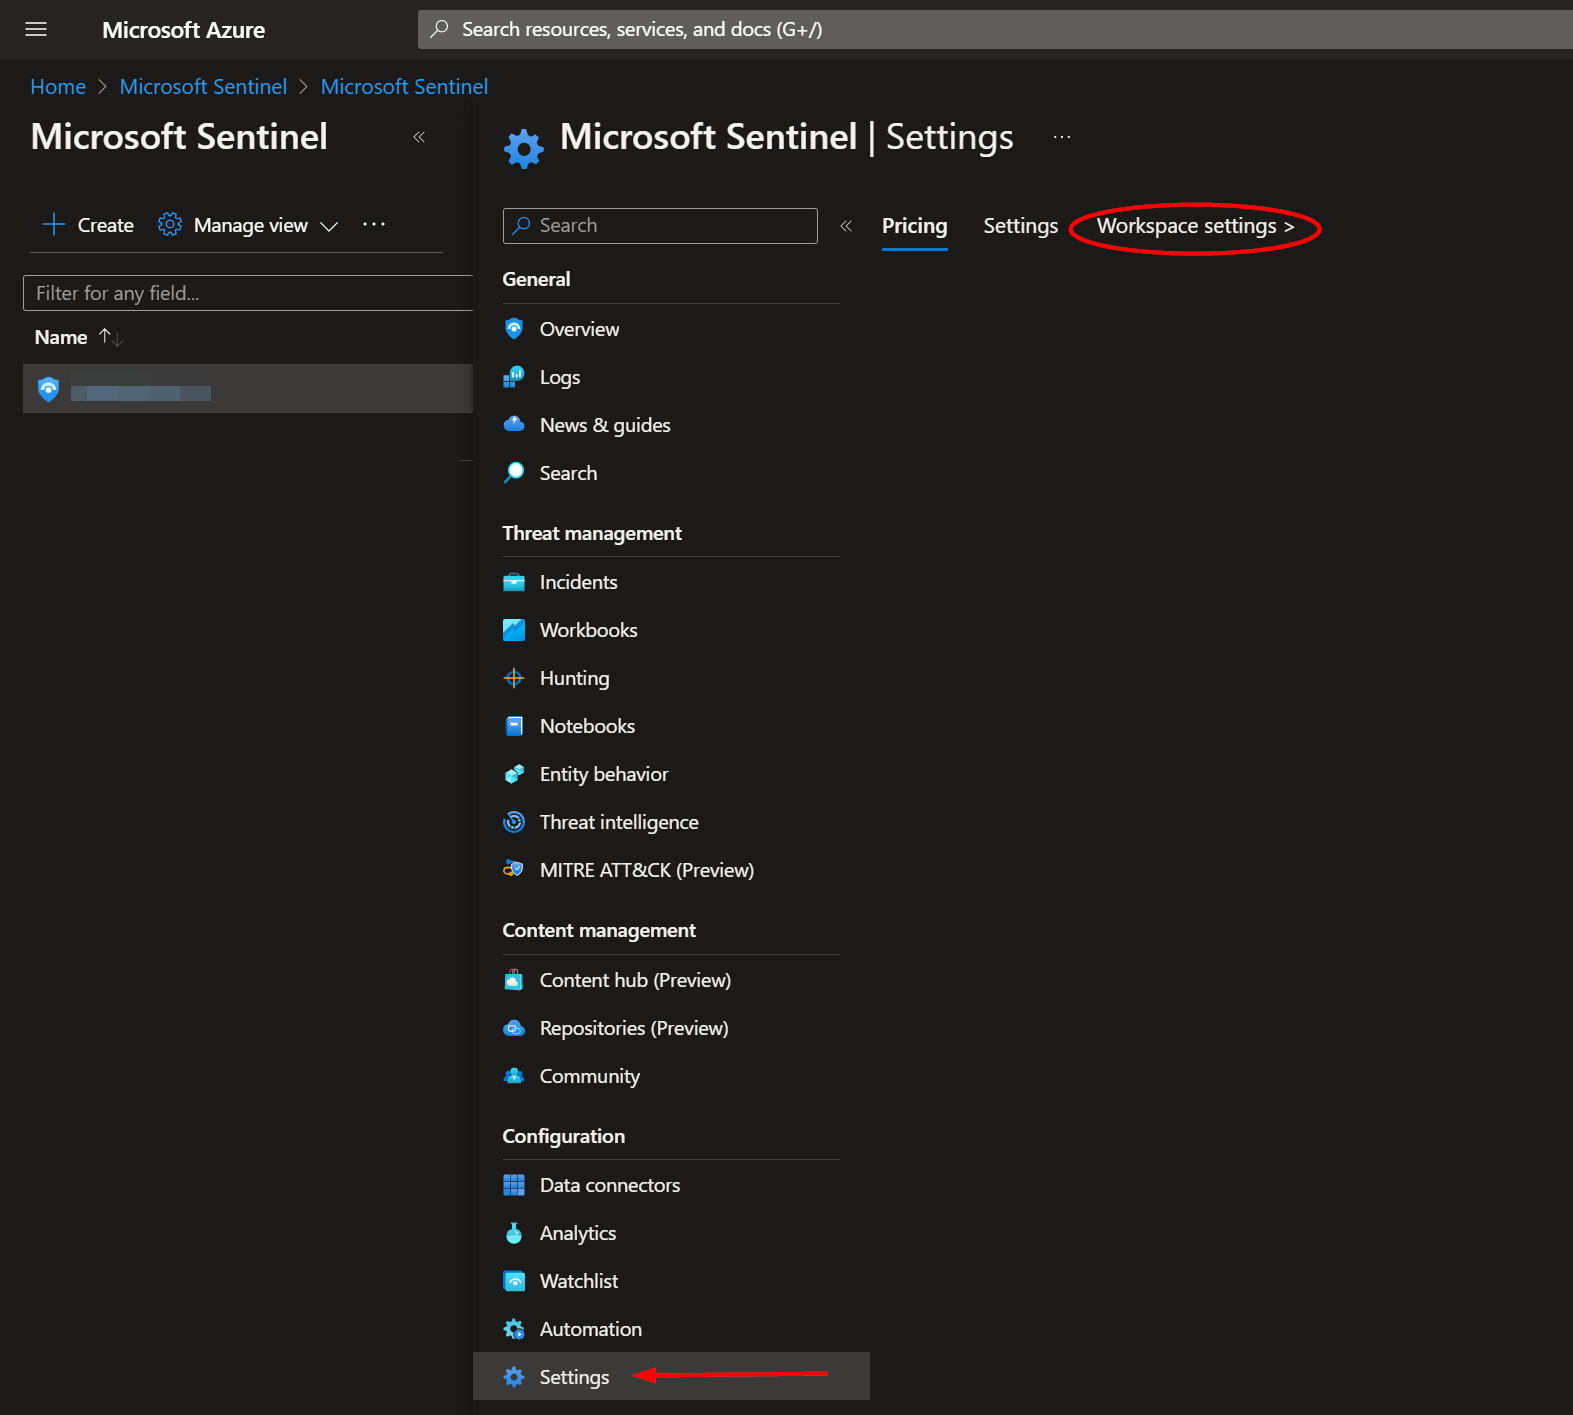 Microsoft Azure
Search resources, services, and docs (G+/)
Home > Microsoft Sentinel > Microsoft Sentinel
Microsoft Sentinel «
Microsoft Sentinel | Settings ...
Create Manage view ...
Search « Pricing Settings Workspace settings >
Filter for any field...
Name ↑↓
General
Overview
Logs
News & guides
Search
Threat management
Incidents
Workbooks
Hunting
Notebooks
Entity behavior
Threat intelligence
MITRE ATT&CK (Preview)
Content management
Content hub (Preview)
Repositories (Preview)
Community
Configuration
Data connectors
Analytics
Watchlist
Automation
Settings